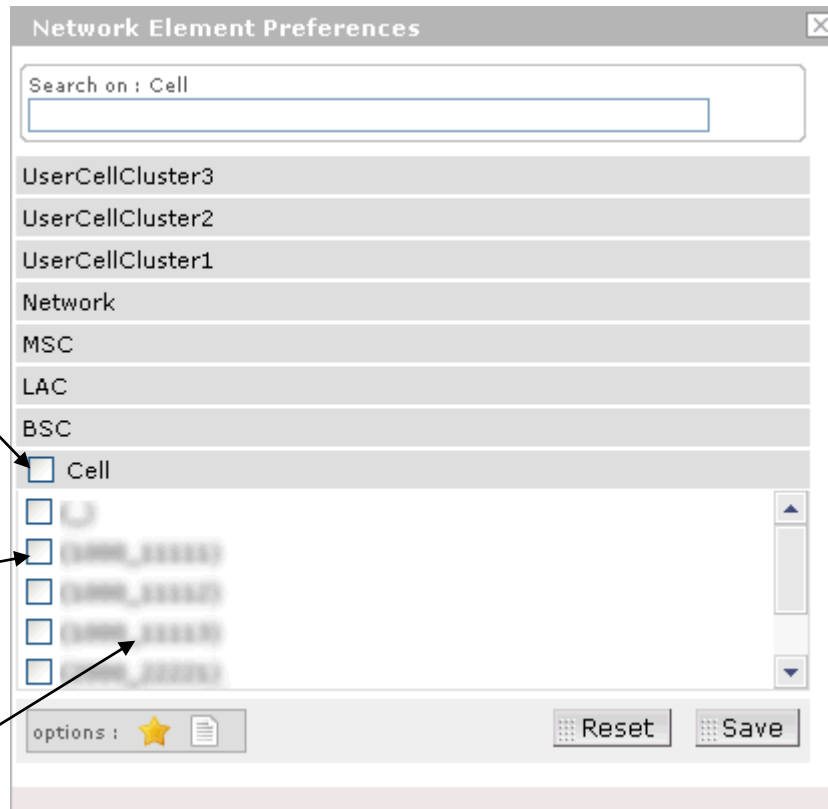 Network Element Preferences
Search on : Cell
UserCellCluster3
UserCellCluster2
UserCellCluster1
Network
MSC
LAC
BSC
Cell
options :
Reset
Save